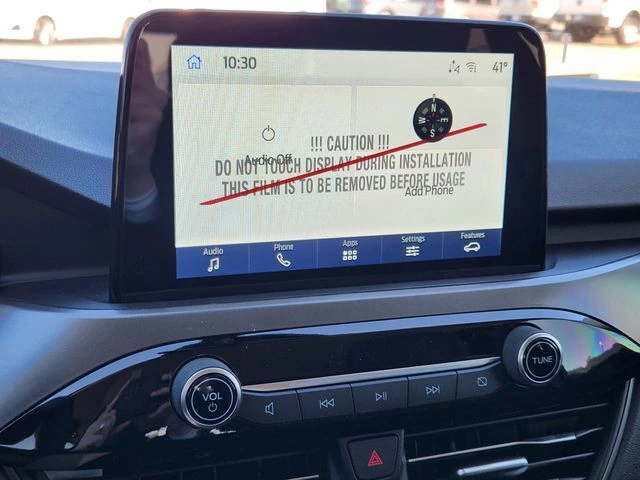 10:30
41°
N
W E
S
!!! CAUTION !!!
Audio Off
DO NOT TOUCH DISPLAY DURING INSTALLATION
THIS FILM IS TO BE REMOVED BEFORE USAGE
Add Phone
Audio Phone Apps Settings Features
VOL
TUNE